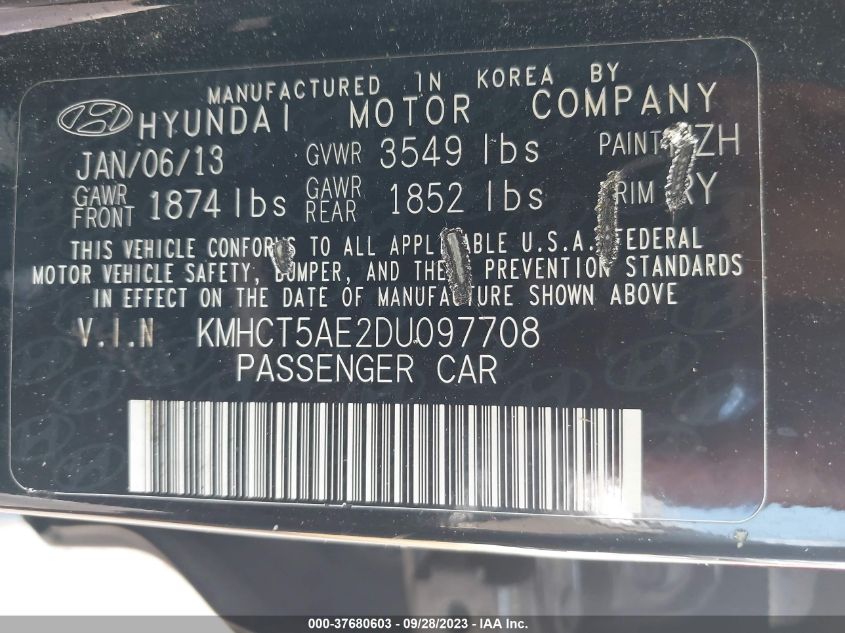 MANUFACTURED IN KOREA BY
HYUNDAI MOTOR COMPANY
JAN/06/13 GVWR 3549 lbs PAINT
GAWR FRONT 1874 lbs GAWR REAR 1852 lbs TRIM
THIS VEHICLE CONFORMS TO ALL APPLICABLE U.S.A. FEDERAL
MOTOR VEHICLE SAFETY, BUMPER, AND THEFT PREVENTION STANDARDS
IN EFFECT ON THE DATE OF MANUFACTURE SHOWN ABOVE
V.I.N KMHCT5AE2DU097708
PASSENGER CAR
000-37680603 - 09/28/2023 - IAA Inc.